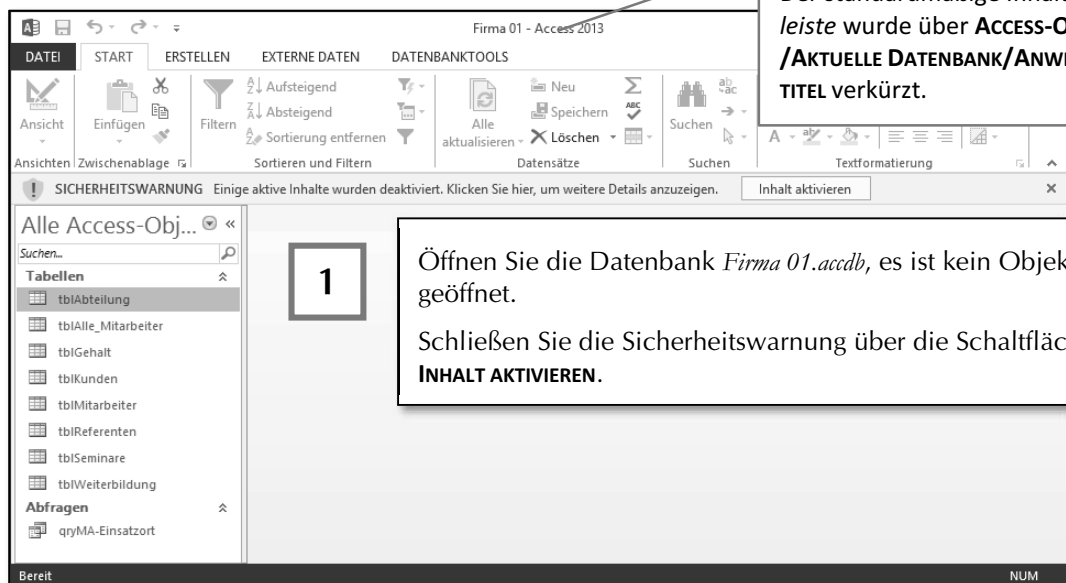 Firma 01 - Access 2013
leiste wurde über ACCESS-O
/AKTUELLE DATENBANK/ANW
TITEL verkürzt.
DATEI START ERSTELLEN EXTERNE DATEN DATENBANKTOOLS
Ansicht
Einfügen
Filtern
Aufsteigend
Absteigend
Sortierung entfernen
Alle
aktualisieren
Neu
Speichern
Löschen
Suchen
Ansichten Zwischenablage Sortieren und Filtern Datensätze Suchen Textformatierung
SICHERHEITSWARNUNG Einige aktive Inhalte wurden deaktiviert. Klicken Sie hier, um weitere Details anzuzeigen. Inhalt aktivieren
Alle Access-Obj...
Suchen...
Tabellen
tblAbteilung
tblAlle_Mitarbeiter
tblGehalt
tblKunden
tblMitarbeiter
tblReferenten
tblSeminare
tblWeiterbildung
Abfragen
qryMA-Einsatzort
1
Öffnen Sie die Datenbank Firma 01.accdb, es ist kein Objek
geöffnet.
Schließen Sie die Sicherheitswarnung über die Schaltfläc
INHALT AKTIVIEREN.
Bereit NUM